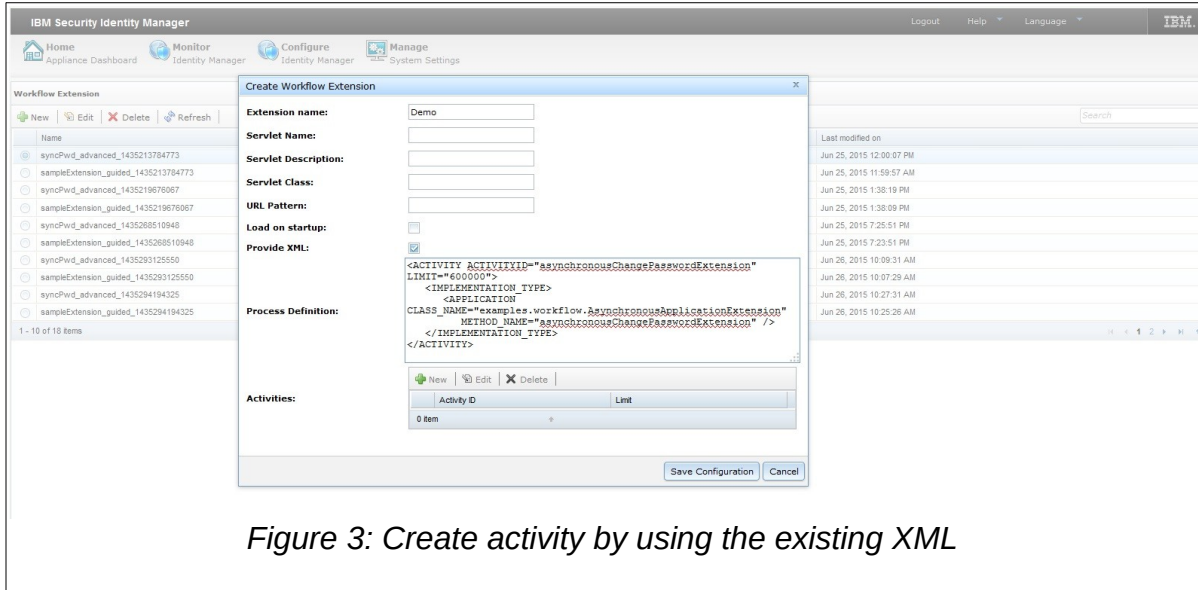 IBM Security Identity Manager
Logout Help Language IBM.
Home
Appliance Dashboard
Monitor
Identity Manager
Configure
Identity Manager
Manage
System Settings
Workflow Extension
New Edit Delete Refresh
Search
Name
Last modified on
syncPwd_advanced_1435213784773
Jun 25, 2015 12:00:07 PM
sampleExtension_guided_1435213784773
Jun 25, 2015 11:59:57 AM
syncPwd_advanced_1435219676067
Jun 25, 2015 1:38:19 PM
sampleExtension_guided_1435219676067
Jun 25, 2015 1:38:09 PM
syncPwd_advanced_1435268510948
Jun 25, 2015 7:25:51 PM
sampleExtension_guided_1435268510948
Jun 25, 2015 7:23:51 PM
syncPwd_advanced_1435293125550
Jun 26, 2015 10:09:31 AM
sampleExtension_guided_1435293125550
Jun 26, 2015 10:07:29 AM
syncPwd_advanced_1435294194325
Jun 26, 2015 10:27:31 AM
sampleExtension_guided_1435294194325
Jun 26, 2015 10:25:26 AM
1 - 10 of 18 items
1 2
Create Workflow Extension x
Extension name: Demo
Servlet Name:
Servlet Description:
Servlet Class:
URL Pattern:
Load on startup:
Provide XML:
Process Definition:
<ACTIVITY ACTIVITYID="asynchronousChangePasswordExtension"
LIMIT="600000">
<IMPLEMENTATION_TYPE>
<APPLICATION
CLASS_NAME="examples.workflow.AsynchronousApplicationExtension"
METHOD_NAME="asynchronousChangePasswordExtension" />
</IMPLEMENTATION_TYPE>
</ACTIVITY>
Activities:
New Edit Delete
Activity ID Limit
0 item
Save Configuration Cancel
Figure 3: Create activity by using the existing XML